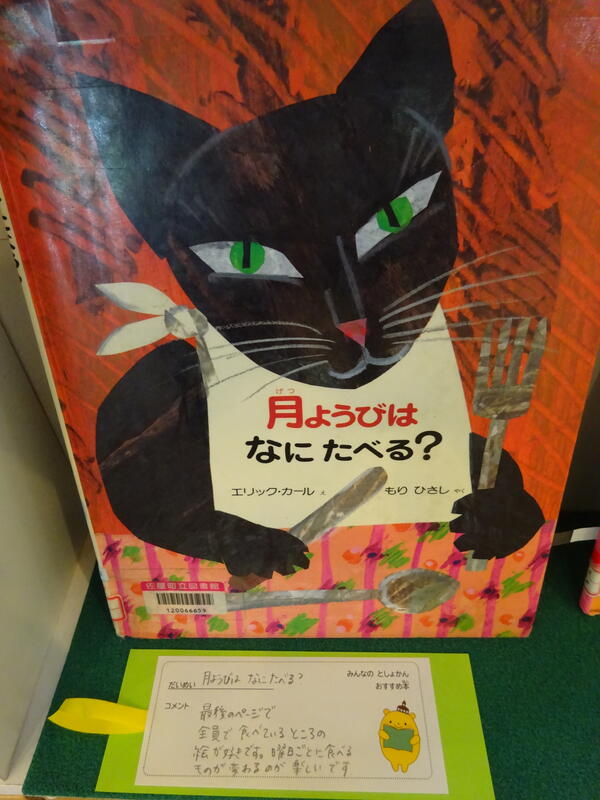 げつ
月ようびは
なに たべる?
エリック・カール え
もり ひさし やく
佐屋町立図書館
120066659
だいめい 月ようびは なにたべる?
みんなの としょかん
おすすめ本
コメント
最後のページで
全員で 食べている ところの
絵が好きです。曜日ごとに食べる
ものが変わるのが楽しいです